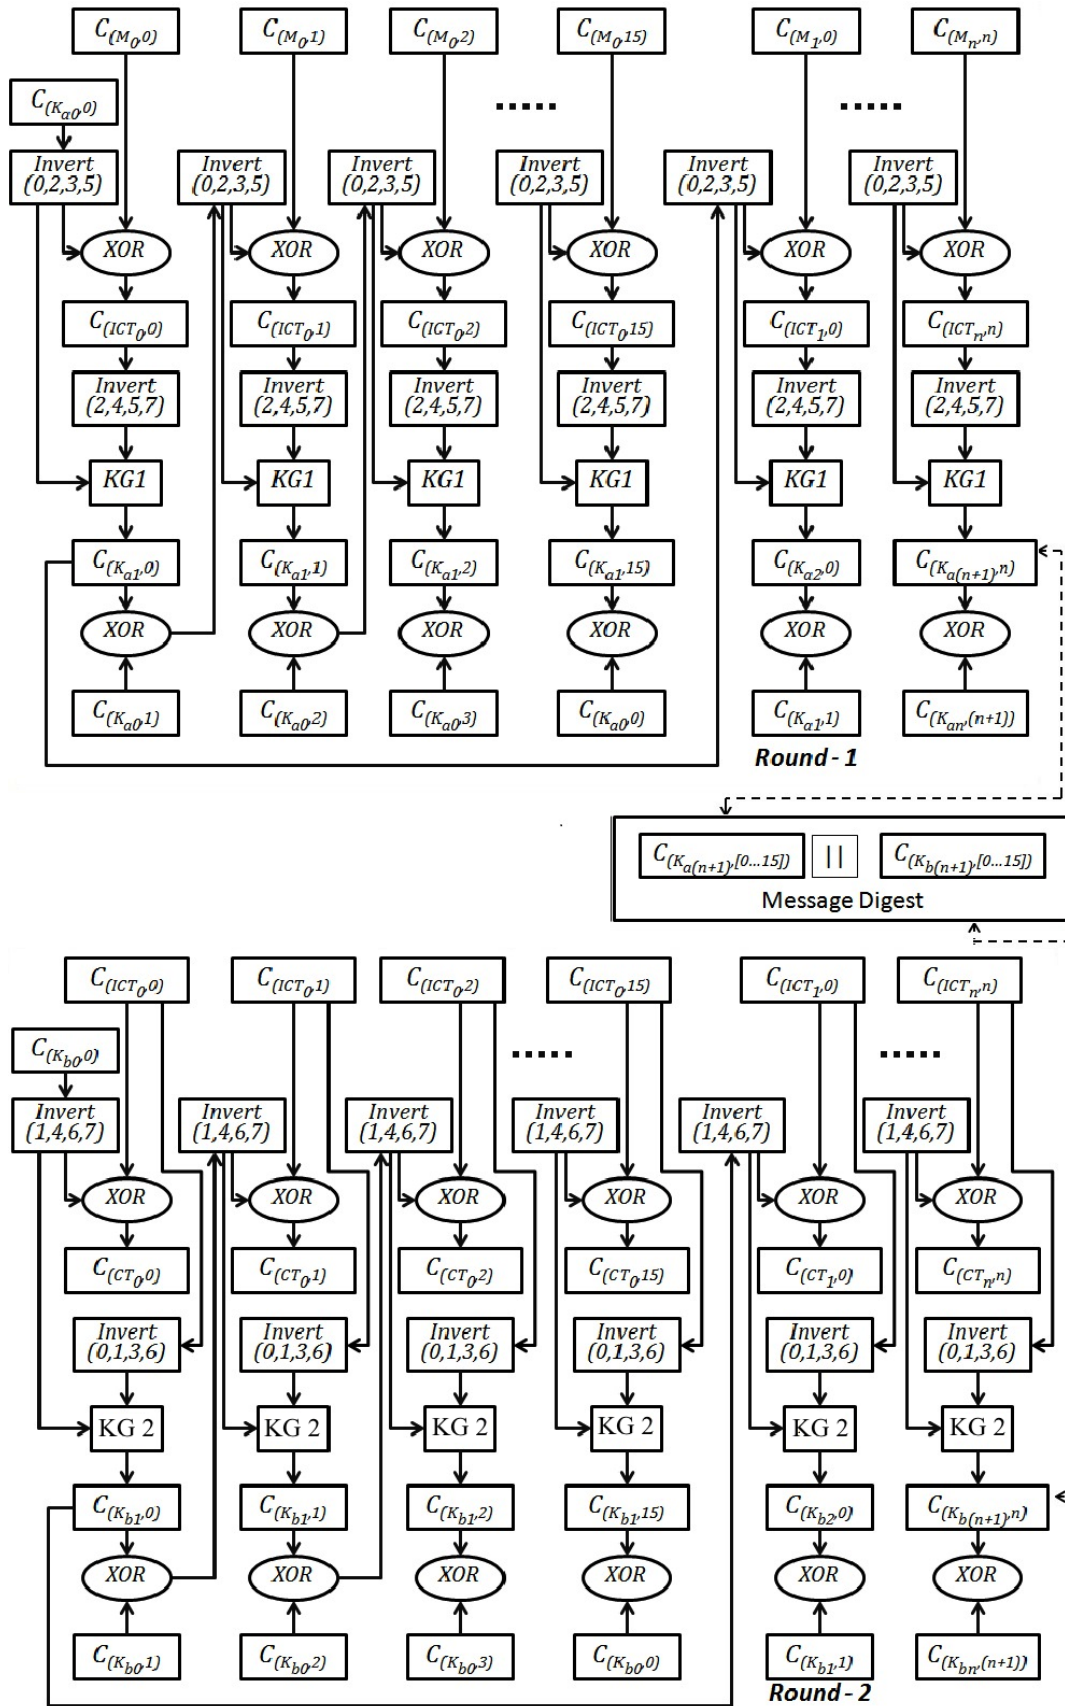 C(M0,0) C(M0,1) C(M0,2) C(M0,15) C(M1,0) C(Mn,n)
C(Ka0,0)
..... .....
Invert Invert Invert Invert Invert Invert
(0,2,3,5) (0,2,3,5) (0,2,3,5) (0,2,3,5) (0,2,3,5) (0,2,3,5)
XOR XOR XOR XOR XOR XOR
C(ICT0,0) C(ICT0,1) C(ICT0,2) C(ICT0,15) C(ICT1,0) C(ICTn,n)
Invert Invert Invert Invert Invert Invert
(2,4,5,7) (2,4,5,7) (2,4,5,7) (2,4,5,7) (2,4,5,7) (2,4,5,7)
KG1 KG1 KG1 KG1 KG1 KG1
C(Ka1,0) C(Ka1,1) C(Ka1,2) C(Ka1,15) C(Ka2,0) C(Ka(n+1),n)
XOR XOR XOR XOR XOR XOR
C(Ka0,1) C(Ka0,2) C(Ka0,3) C(Ka0,0) C(Ka1,1) C(Kan,(n+1))
Round - 1
C(Ka(n+1),[0...15]) || C(Kb(n+1),[0...15])
Message Digest
C(ICT0,0) C(ICT0,1) C(ICT0,2) C(ICT0,15) C(ICT1,0) C(ICTn,n)
C(Kb0,0)
..... .....
Invert Invert Invert Invert Invert Invert
(1,4,6,7) (1,4,6,7) (1,4,6,7) (1,4,6,7) (1,4,6,7) (1,4,6,7)
XOR XOR XOR XOR XOR XOR
C(CT0,0) C(CT0,1) C(CT0,2) C(CT0,15) C(CT1,0) C(CTn,n)
Invert Invert Invert Invert Invert Invert
(0,1,3,6) (0,1,3,6) (0,1,3,6) (0,1,3,6) (0,1,3,6) (0,1,3,6)
KG 2 KG 2 KG 2 KG 2 KG 2 KG 2
C(Kb1,0) C(Kb1,1) C(Kb1,2) C(Kb1,15) C(Kb2,0) C(Kb(n+1),n)
XOR XOR XOR XOR XOR XOR
C(Kb0,1) C(Kb0,2) C(Kb0,3) C(Kb0,0) C(Kb1,1) C(Kbn,(n+1))
Round - 2